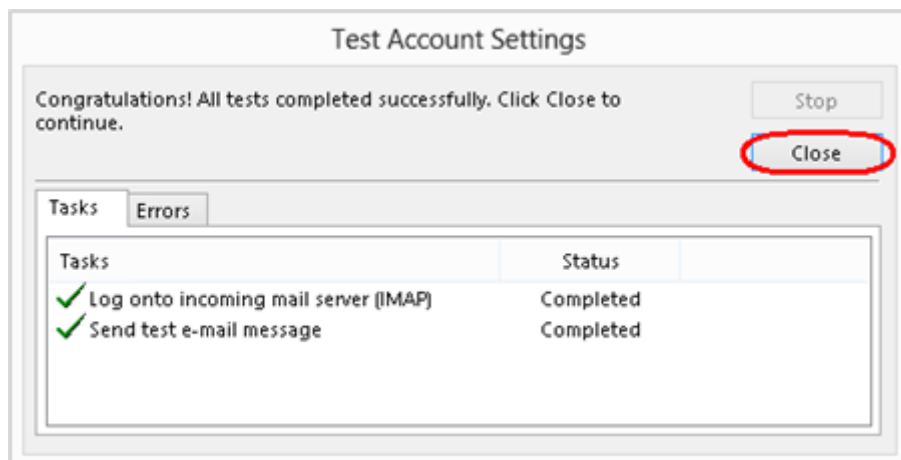 Test Account Settings
Congratulations! All tests completed successfully. Click Close to
continue.
Stop
Close
Tasks Errors
Tasks Status
Log onto incoming mail server (IMAP) Completed
Send test e-mail message Completed